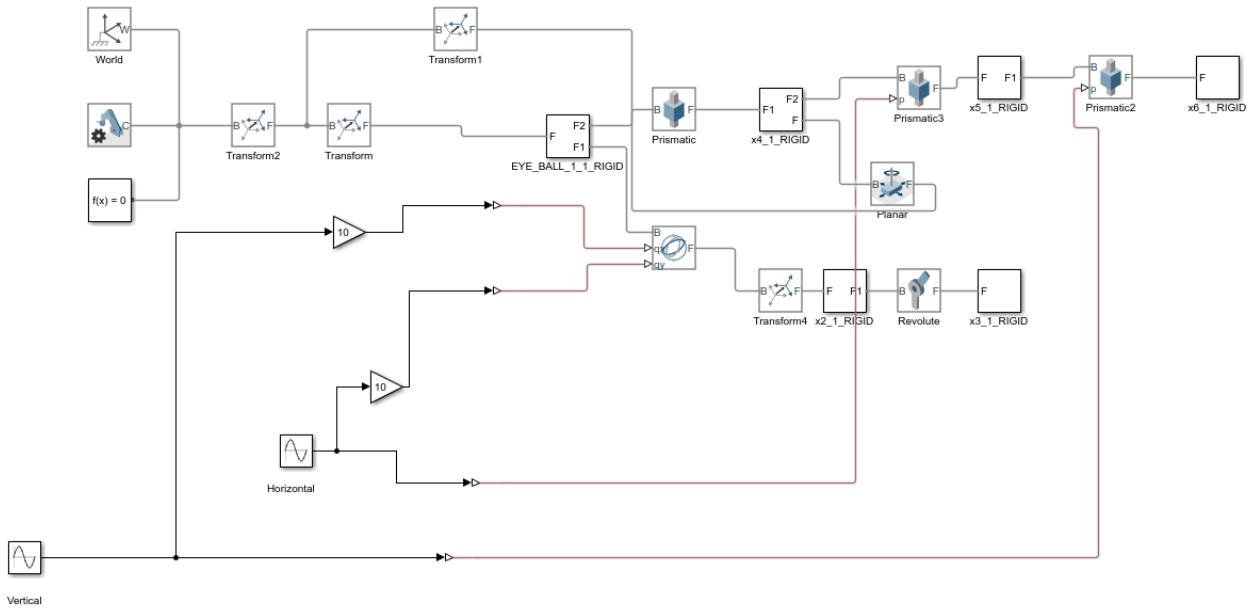 W
World
B F
Transform1
C
B F
Transform2
B F
Transform
f(x) = 0
F F2 F1
EYE_BALL_1_1_RIGID
B F
Prismatic
F1 F2 F
x4_1_RIGID
B p F
Prismatic3
F F1
x5_1_RIGID
B p F
Prismatic2
F
x6_1_RIGID
B F
Planar
10
B qx qy F
B F
Transform4
F F1
x2_1_RIGID
B F
Revolute
F
x3_1_RIGID
10
Horizontal
Vertical